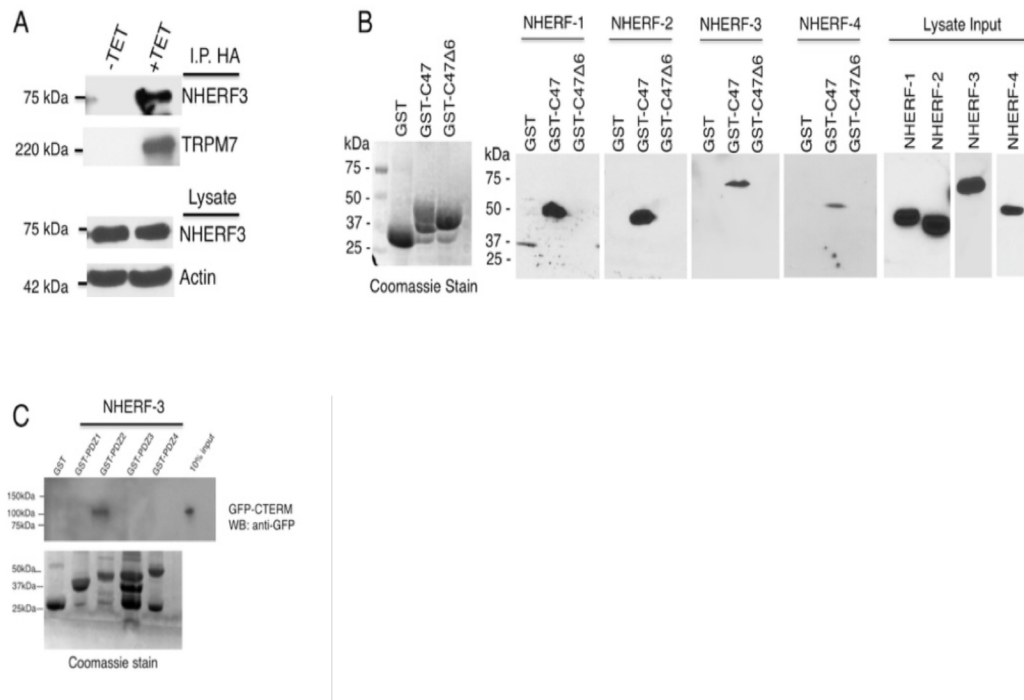 A
-TET
+TET
I.P. HA
75 kDa
NHERF3
220 kDa
TRPM7
Lysate
75 kDa
NHERF3
42 kDa
Actin
B
NHERF-1
NHERF-2
NHERF-3
NHERF-4
Lysate Input
GST
GST-C47
GST-C47Δ6
GST
GST-C47
GST-C47Δ6
GST
GST-C47
GST-C47Δ6
GST
GST-C47
GST-C47Δ6
GST
GST-C47
GST-C47Δ6
NHERF-1
NHERF-2
NHERF-3
NHERF-4
kDa
75 -
50 -
37 -
25 -
kDa
75 -
50 -
37 -
25 -
Coomassie Stain
C
NHERF-3
GST
GST-PDZ1
GST-PDZ2
GST-PDZ3
GST-PDZ4
10% input
150kDa
100kDa
75kDa
GFP-CTERM
WB: anti-GFP
50kDa
37kDa
25kDa
Coomassie stain